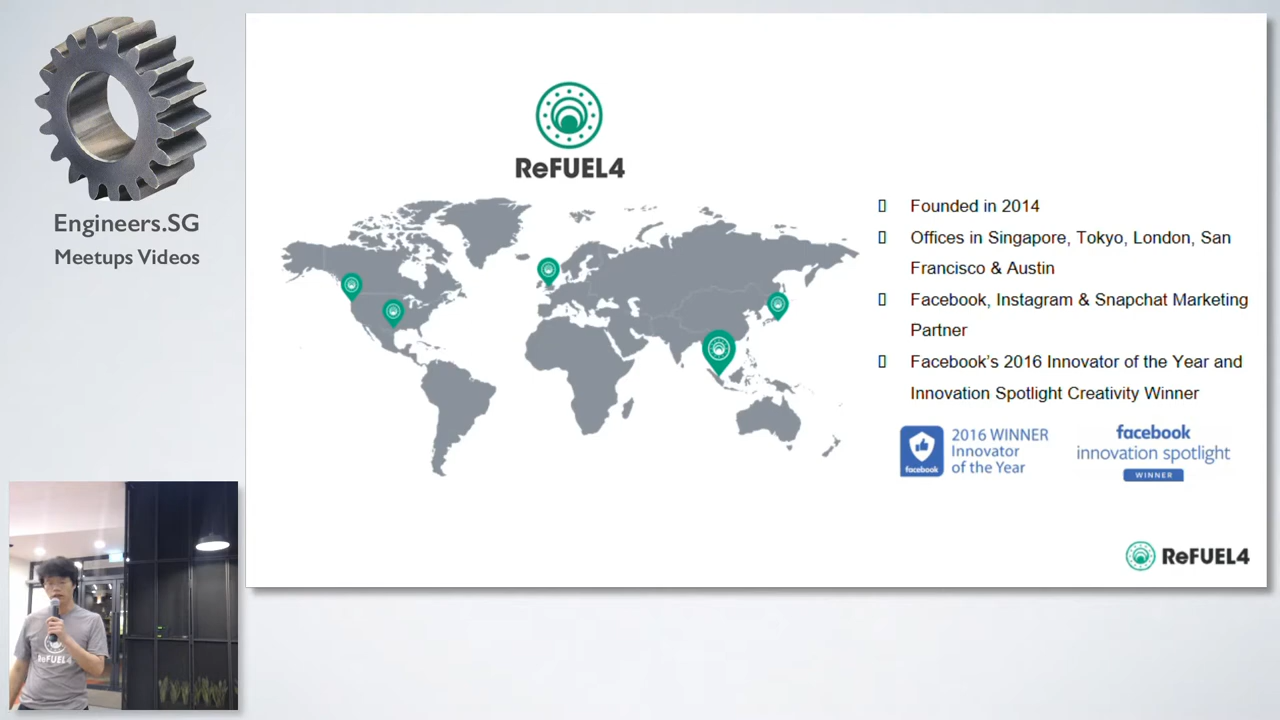 Engineers.SG
Meetups Videos
ReFUEL4
Founded in 2014
Offices in Singapore, Tokyo, London, San
Francisco & Austin
Facebook, Instagram & Snapchat Marketing
Partner
Facebook’s 2016 Innovator of the Year and
Innovation Spotlight Creativity Winner
facebook
2016 WINNER
Innovator
of the Year
facebook
innovation spotlight
WINNER
ReFUEL4
ReFUEL4